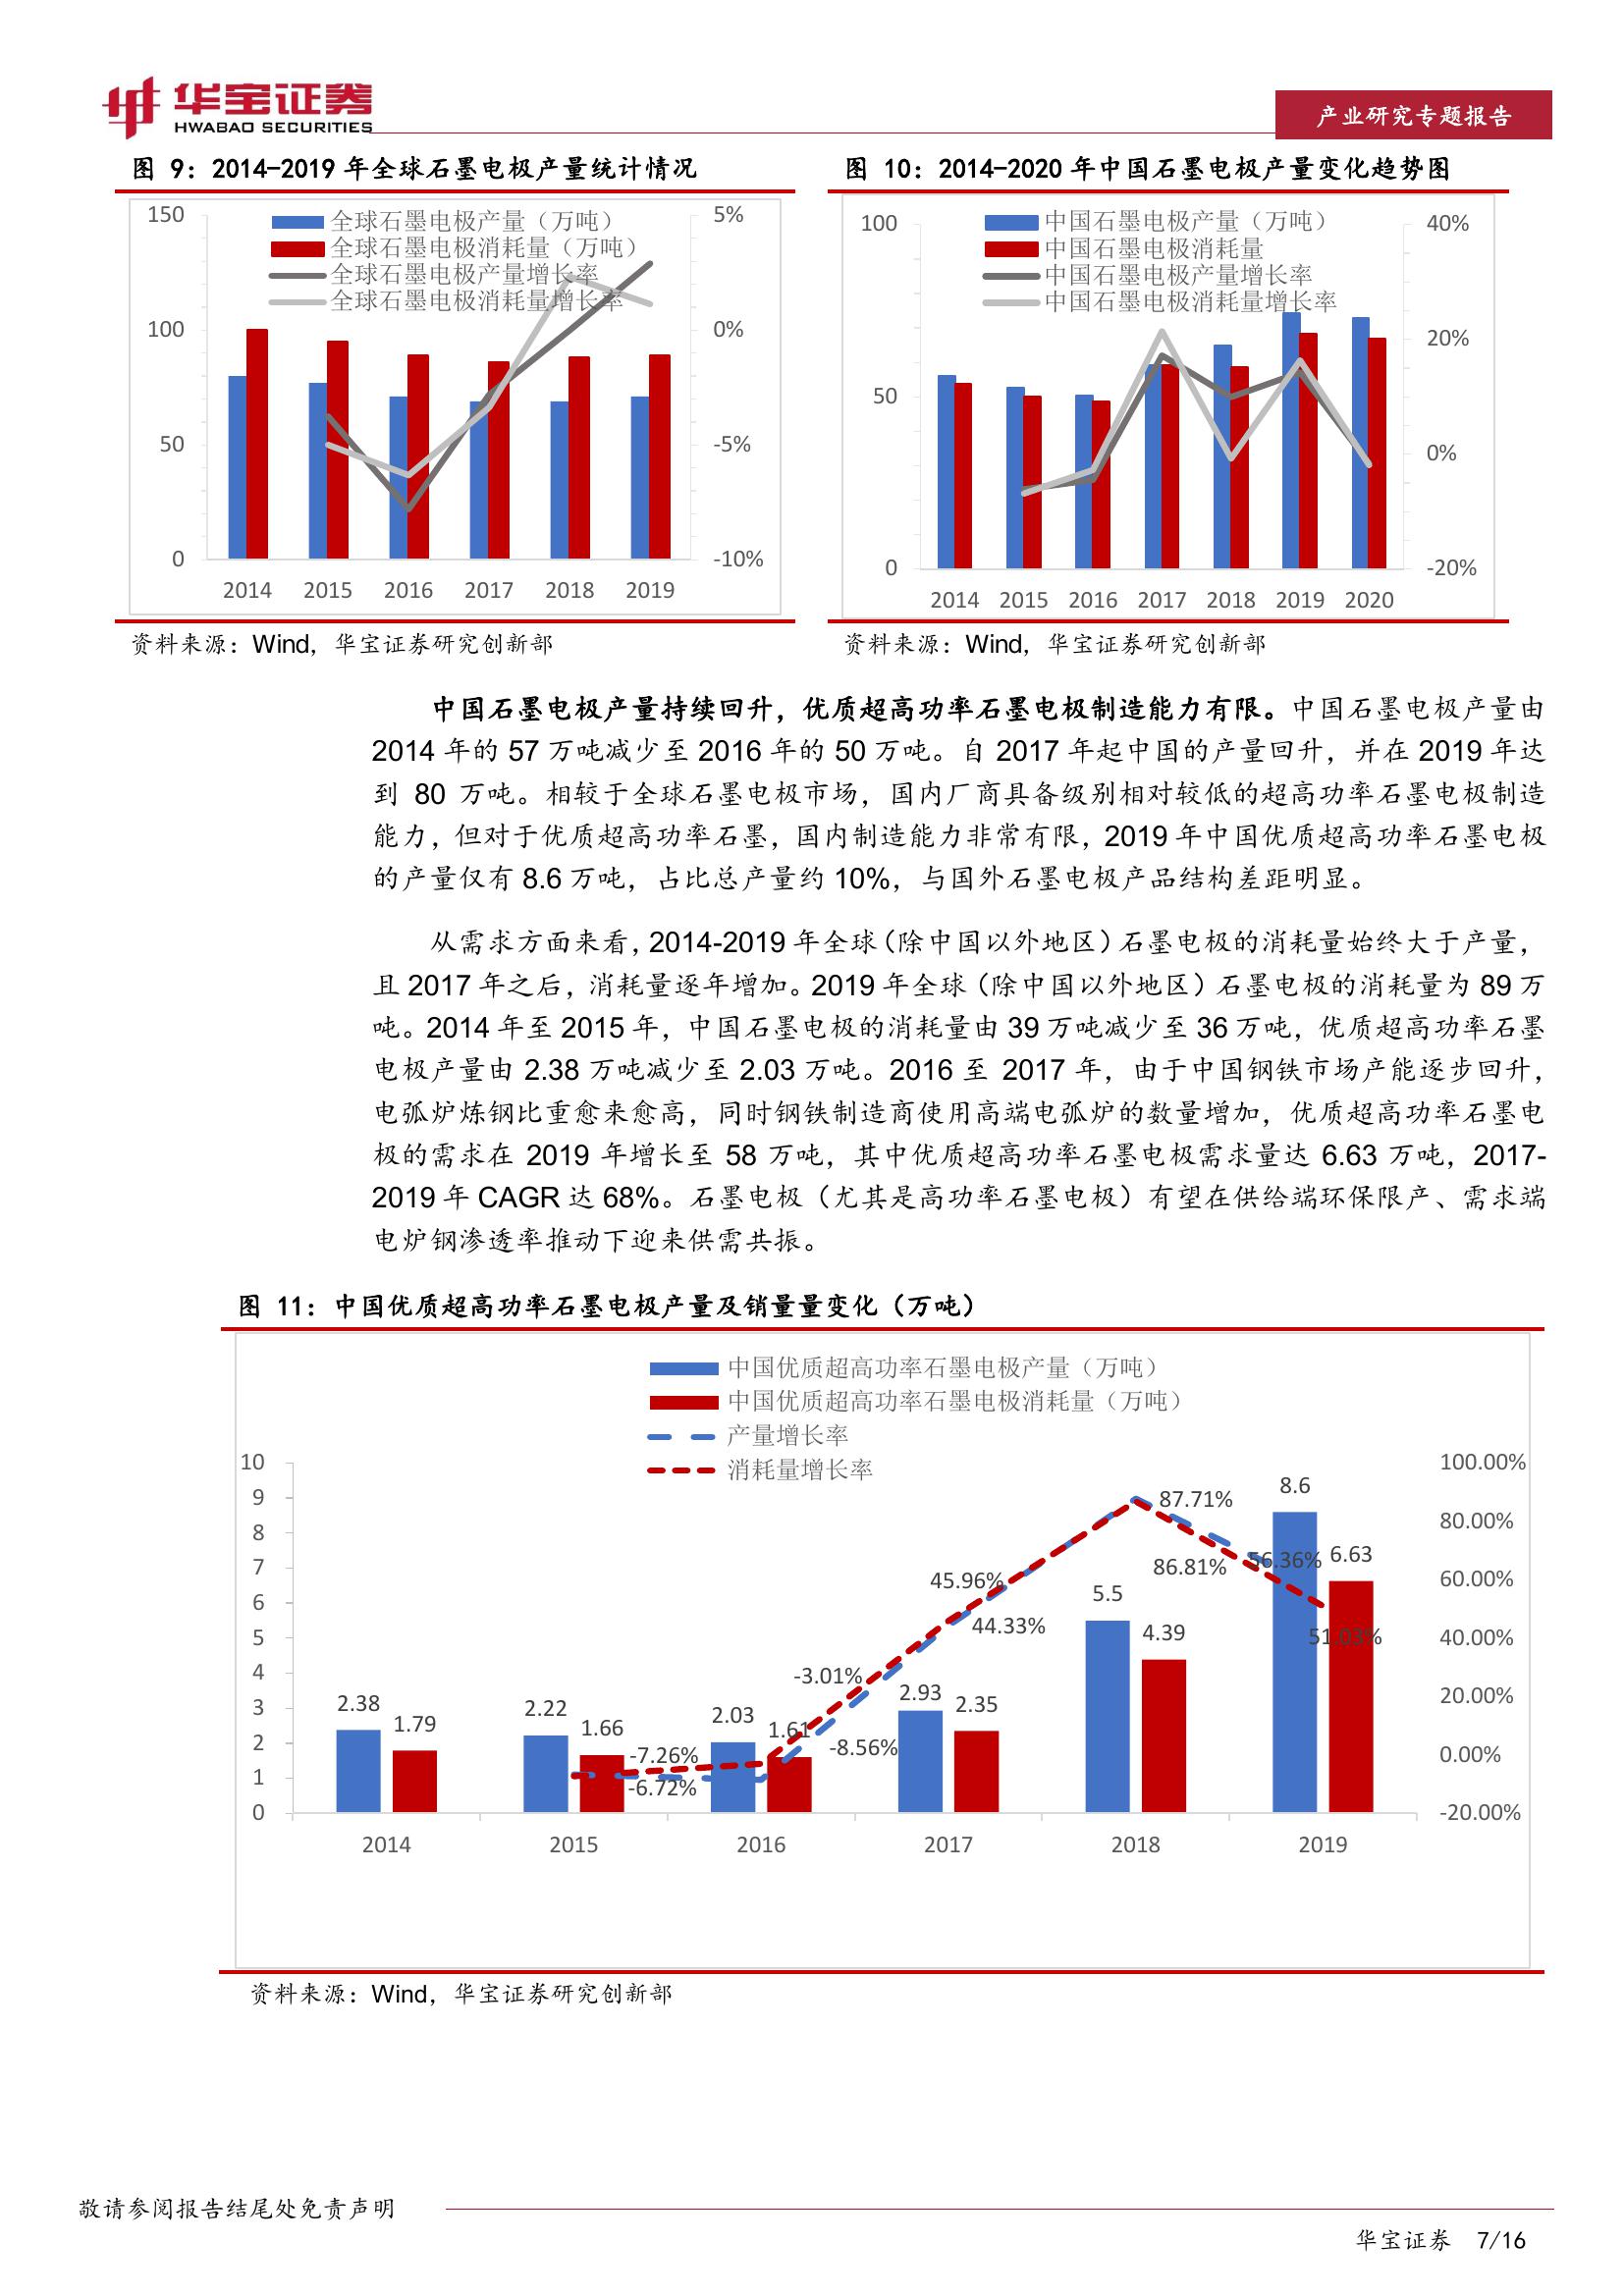 华宝证券
HWABAO SECURITIES
产业研究专题报告
图 9：2014-2019 年全球石墨电极产量统计情况
全球石墨电极产量（万吨）
全球石墨电极消耗量（万吨）
全球石墨电极产量增长率
全球石墨电极消耗量增长率
150
100
50
0
5%
0%
-5%
-10%
2014 2015 2016 2017 2018 2019
资料来源：Wind，华宝证券研究创新部
图 10：2014-2020 年中国石墨电极产量变化趋势图
中国石墨电极产量（万吨）
中国石墨电极消耗量
中国石墨电极产量增长率
中国石墨电极消耗量增长率
100
50
0
40%
20%
0%
-20%
2014 2015 2016 2017 2018 2019 2020
资料来源：Wind，华宝证券研究创新部
中国石墨电极产量持续回升，优质超高功率石墨电极制造能力有限。中国石墨电极产量由
2014 年的 57 万吨减少至 2016 年的 50 万吨。自 2017 年起中国的产量回升，并在 2019 年达
到 80 万吨。相较于全球石墨电极市场，国内厂商具备级别相对较低的超高功率石墨电极制造
能力，但对于优质超高功率石墨，国内制造能力非常有限，2019 年中国优质超高功率石墨电极
的产量仅有 8.6 万吨，占比总产量约 10%，与国外石墨电极产品结构差距明显。
从需求方面来看，2014-2019 年全球（除中国以外地区）石墨电极的消耗量始终大于产量，
且 2017 年之后，消耗量逐年增加。2019 年全球（除中国以外地区）石墨电极的消耗量为 89 万
吨。2014 年至 2015 年，中国石墨电极的消耗量由 39 万吨减少至 36 万吨，优质超高功率石墨
电极产量由 2.38 万吨减少至 2.03 万吨。2016 至 2017 年，由于中国钢铁市场产能逐步回升，
电弧炉炼钢比重愈来愈高，同时钢铁制造商使用高端电弧炉的数量增加，优质超高功率石墨电
极的需求在 2019 年增长至 58 万吨，其中优质超高功率石墨电极需求量达 6.63 万吨，2017-
2019 年 CAGR 达 68%。石墨电极（尤其是高功率石墨电极）有望在供给端环保限产、需求端
电炉钢渗透率推动下迎来供需共振。
图 11：中国优质超高功率石墨电极产量及销量量变化（万吨）
中国优质超高功率石墨电极产量（万吨）
中国优质超高功率石墨电极消耗量（万吨）
产量增长率
消耗量增长率
10
9
8
7
6
5
4
3
2
1
0
100.00%
80.00%
60.00%
40.00%
20.00%
0.00%
-20.00%
2.38
1.79
2.22
1.66
2.03
1.61
2.93
2.35
5.5
4.39
8.6
6.63
-7.26%
-6.72%
-3.01%
-8.56%
45.96%
44.33%
87.71%
86.81%
56.36%
51.03%
2014 2015 2016 2017 2018 2019
资料来源：Wind，华宝证券研究创新部
敬请参阅报告结尾处免责声明
华宝证券 7/16